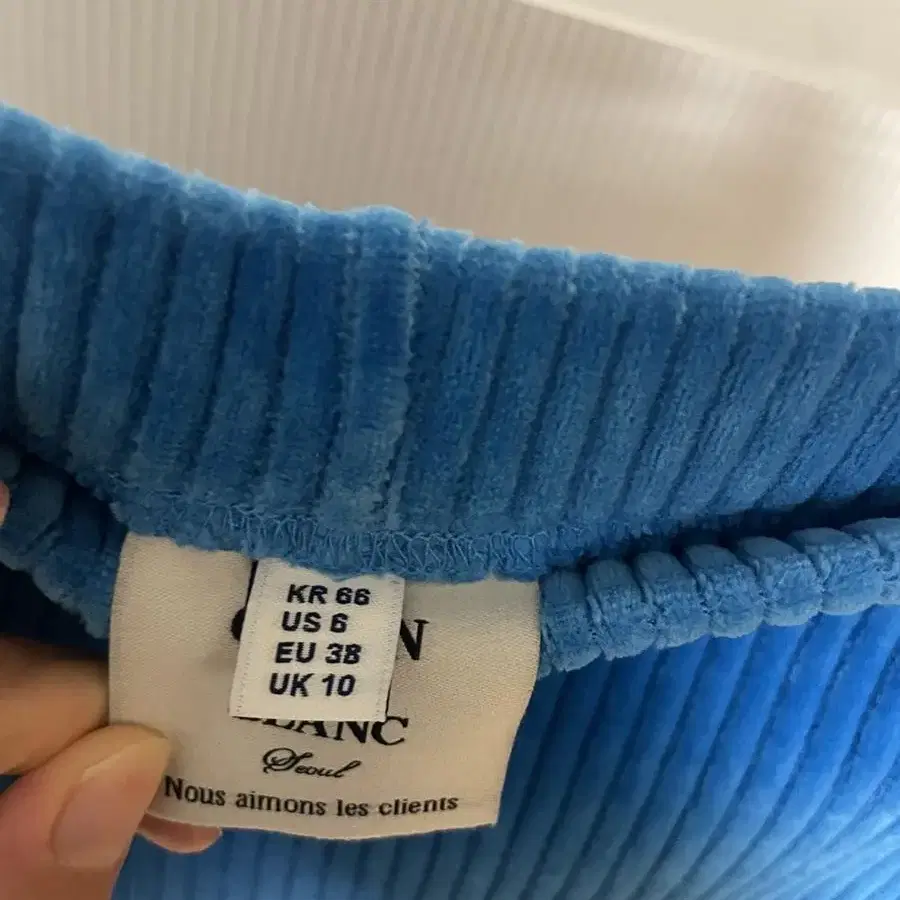 KR 66
US 6
EU 38
UK 10
Seoul
Nous aimons les clients